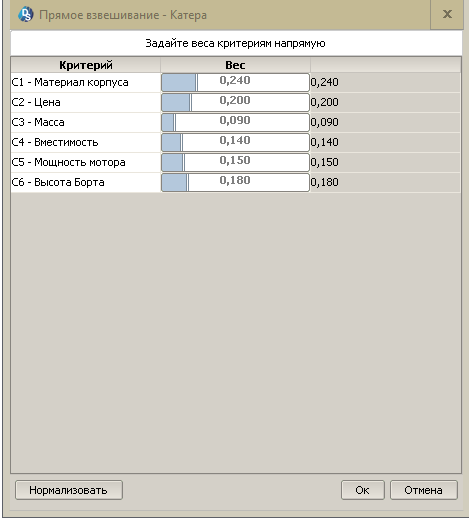 Прямое взвешивание - Катера
x
Задайте веса критериям напрямую
Критерий Вес
C1 - Материал корпуса 0,240 0,240
C2 - Цена 0,200 0,200
C3 - Масса 0,090 0,090
C4 - Вместимость 0,140 0,140
C5 - Мощность мотора 0,150 0,150
C6 - Высота Борта 0,180 0,180
Нормализовать Ок Отмена